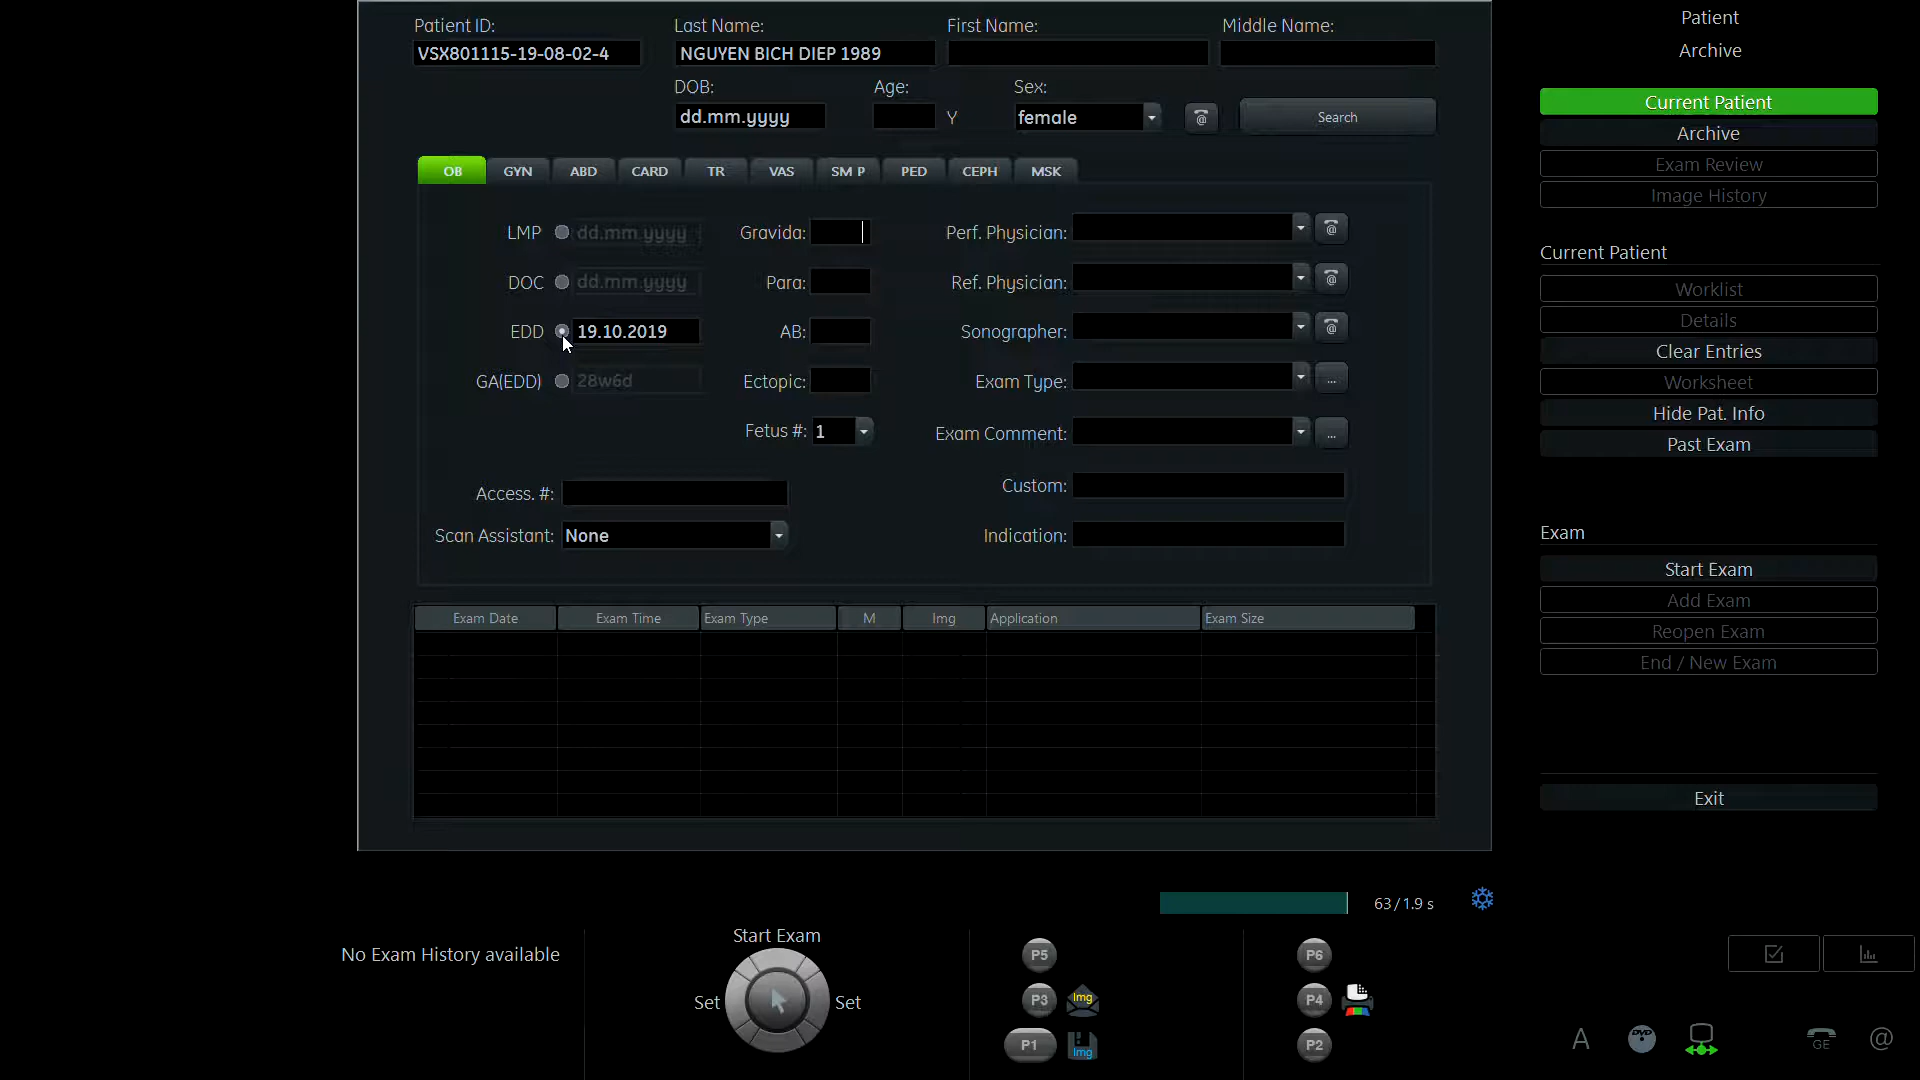 Patient ID: Last Name: First Name: Middle Name:
VSX801115-19-08-02-4 NGUYEN BICH DIEP 1989
DOB: Age: Sex:
dd.mm.yyyy Y female Search
OB GYN ABD CARD TR VAS SM P PED CEPH MSK
LMP dd.mm.yyyy Gravida: Perf. Physician:
DOC dd.mm.yyyy Para: Ref. Physician:
EDD 19.10.2019 AB: Sonographer:
GA(EDD) 28w6d Ectopic: Exam Type: ...
Fetus #: 1 Exam Comment: ...
Access. #: Custom:
Scan Assistant: None Indication:
Exam Date Exam Time Exam Type M Img Application Exam Size
Patient
Archive
Current Patient
Archive
Exam Review
Image History
Current Patient
Worklist
Details
Clear Entries
Worksheet
Hide Pat. Info
Past Exam
Exam
Start Exam
Add Exam
Reopen Exam
End / New Exam
Exit
63/1.9 s
No Exam History available
Start Exam
Set Set
P5 P6
P3 Img P4
P1 Img P2
A DVD GE @